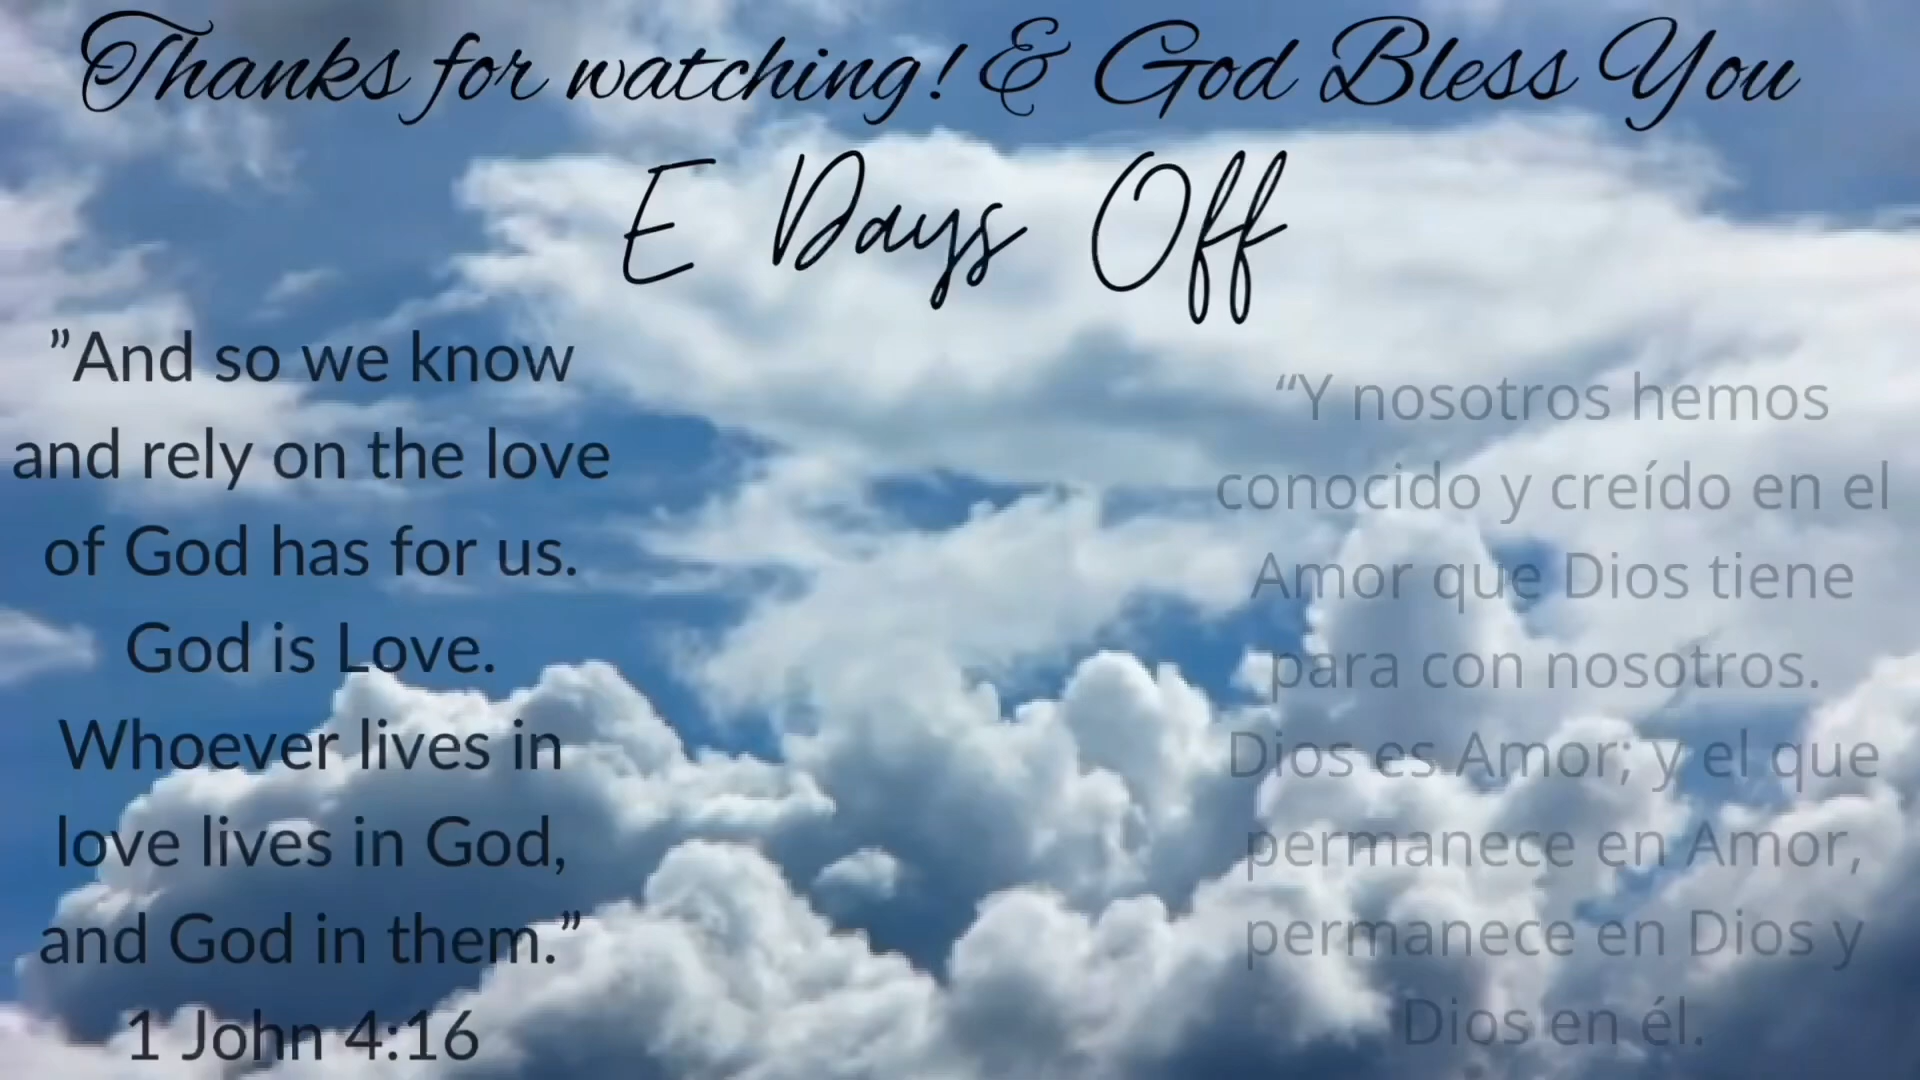 Thanks for watching! & God Bless You
E Days Off
”And so we know
and rely on the love
of God has for us.
God is Love.
Whoever lives in
love lives in God,
and God in them.”
1 John 4:16
“Y nosotros hemos
conocido y creído en el
Amor que Dios tiene
para con nosotros.
Dios es Amor; y el que
permanece en Amor,
permanece en Dios y
Dios en él.